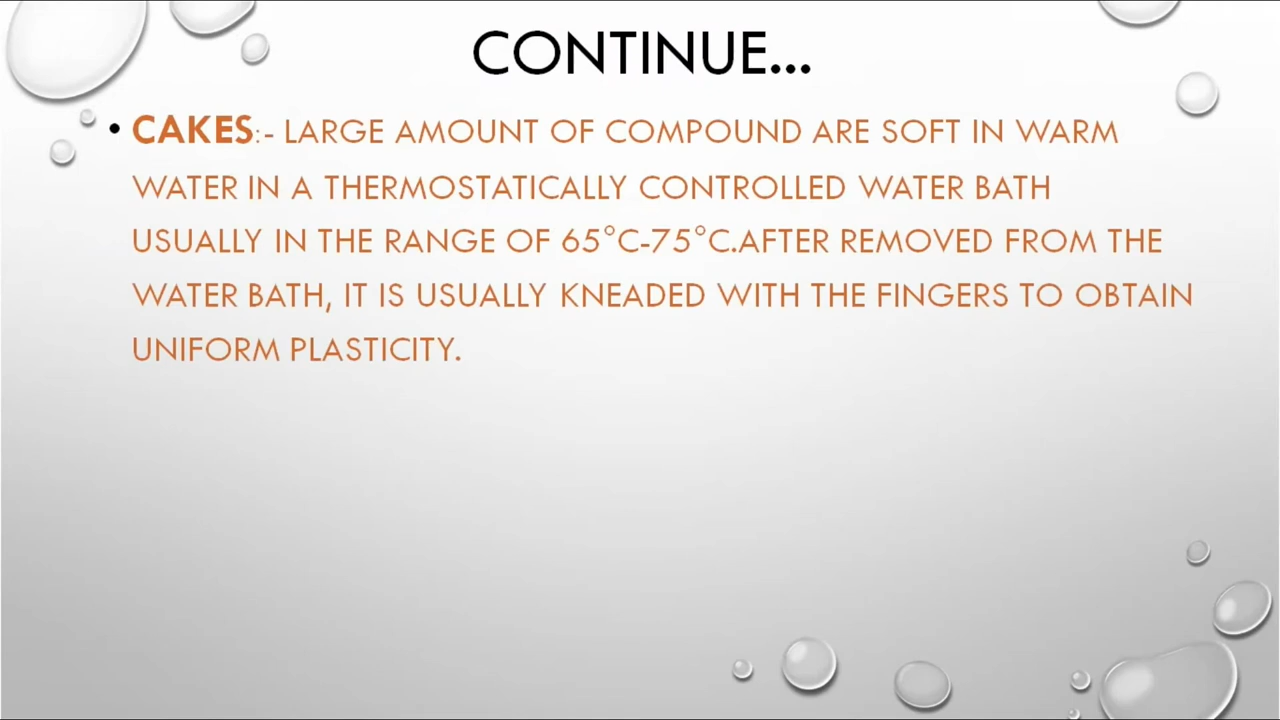 CONTINUE...
• CAKES:- LARGE AMOUNT OF COMPOUND ARE SOFT IN WARM
WATER IN A THERMOSTATICALLY CONTROLLED WATER BATH
USUALLY IN THE RANGE OF 65°C-75°C.AFTER REMOVED FROM THE
WATER BATH, IT IS USUALLY KNEADED WITH THE FINGERS TO OBTAIN
UNIFORM PLASTICITY.